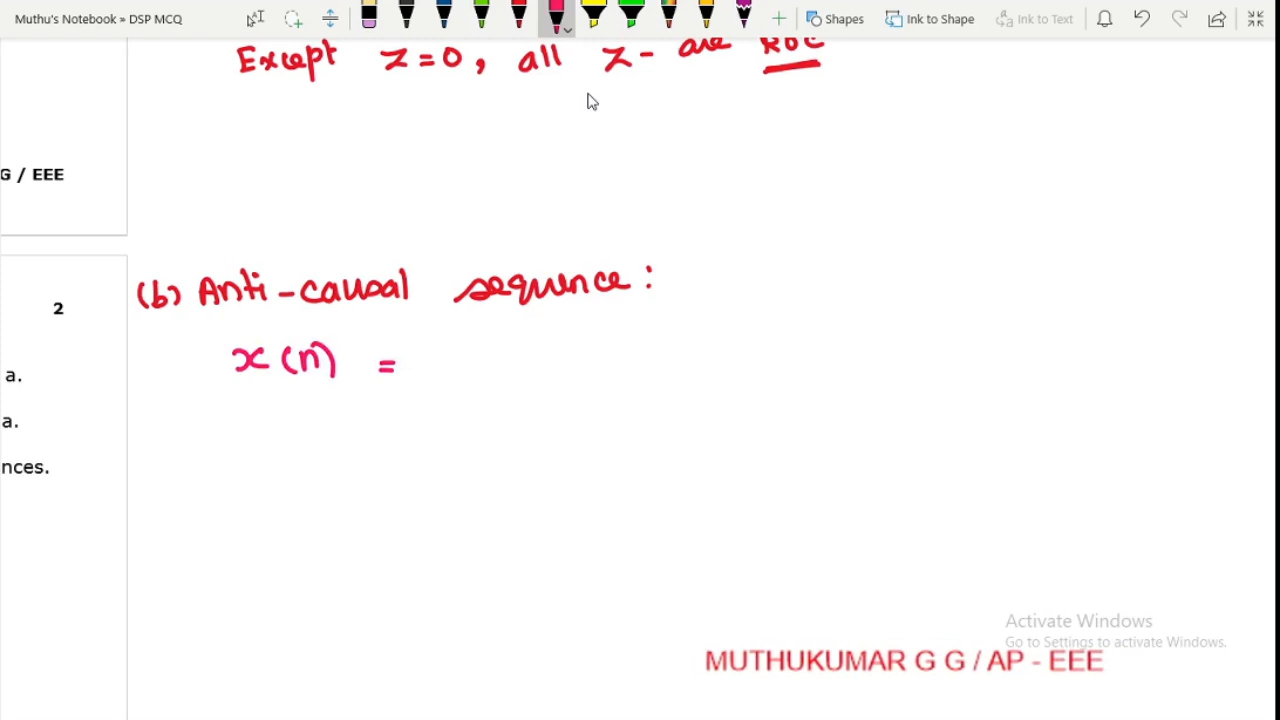 Muthu's Notebook » DSP MCQ
Shapes
Ink to Shape
Ink to Text
Except z=0, all z- are ROC
G / EEE
2
(b) Anti-causal sequence:
x(n) =
a.
a.
nces.
Activate Windows
Go to Settings to activate Windows.
MUTHUKUMAR G G / AP - EEE